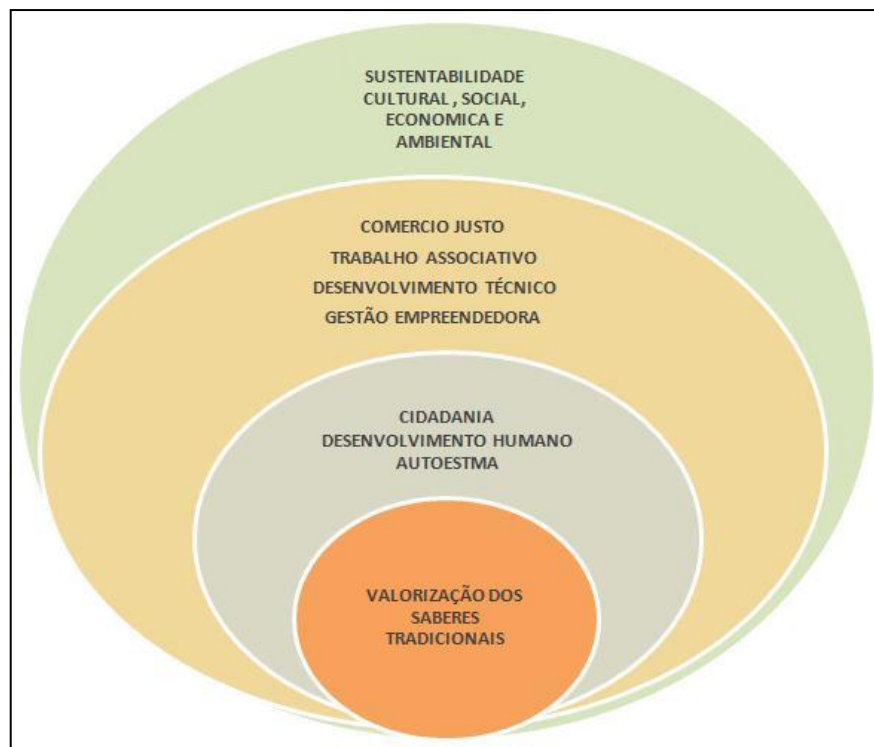 SUSTENTABILIDADE
CULTURAL , SOCIAL,
ECONOMICA E
AMBIENTAL
COMERCIO JUSTO
TRABALHO ASSOCIATIVO
DESENVOLVIMENTO TÉCNICO
GESTÃO EMPREENDEDORA
CIDADANIA
DESENVOLVIMENTO HUMANO
AUTOESTMA
VALORIZAÇÃO DOS
SABERES
TRADICIONAIS